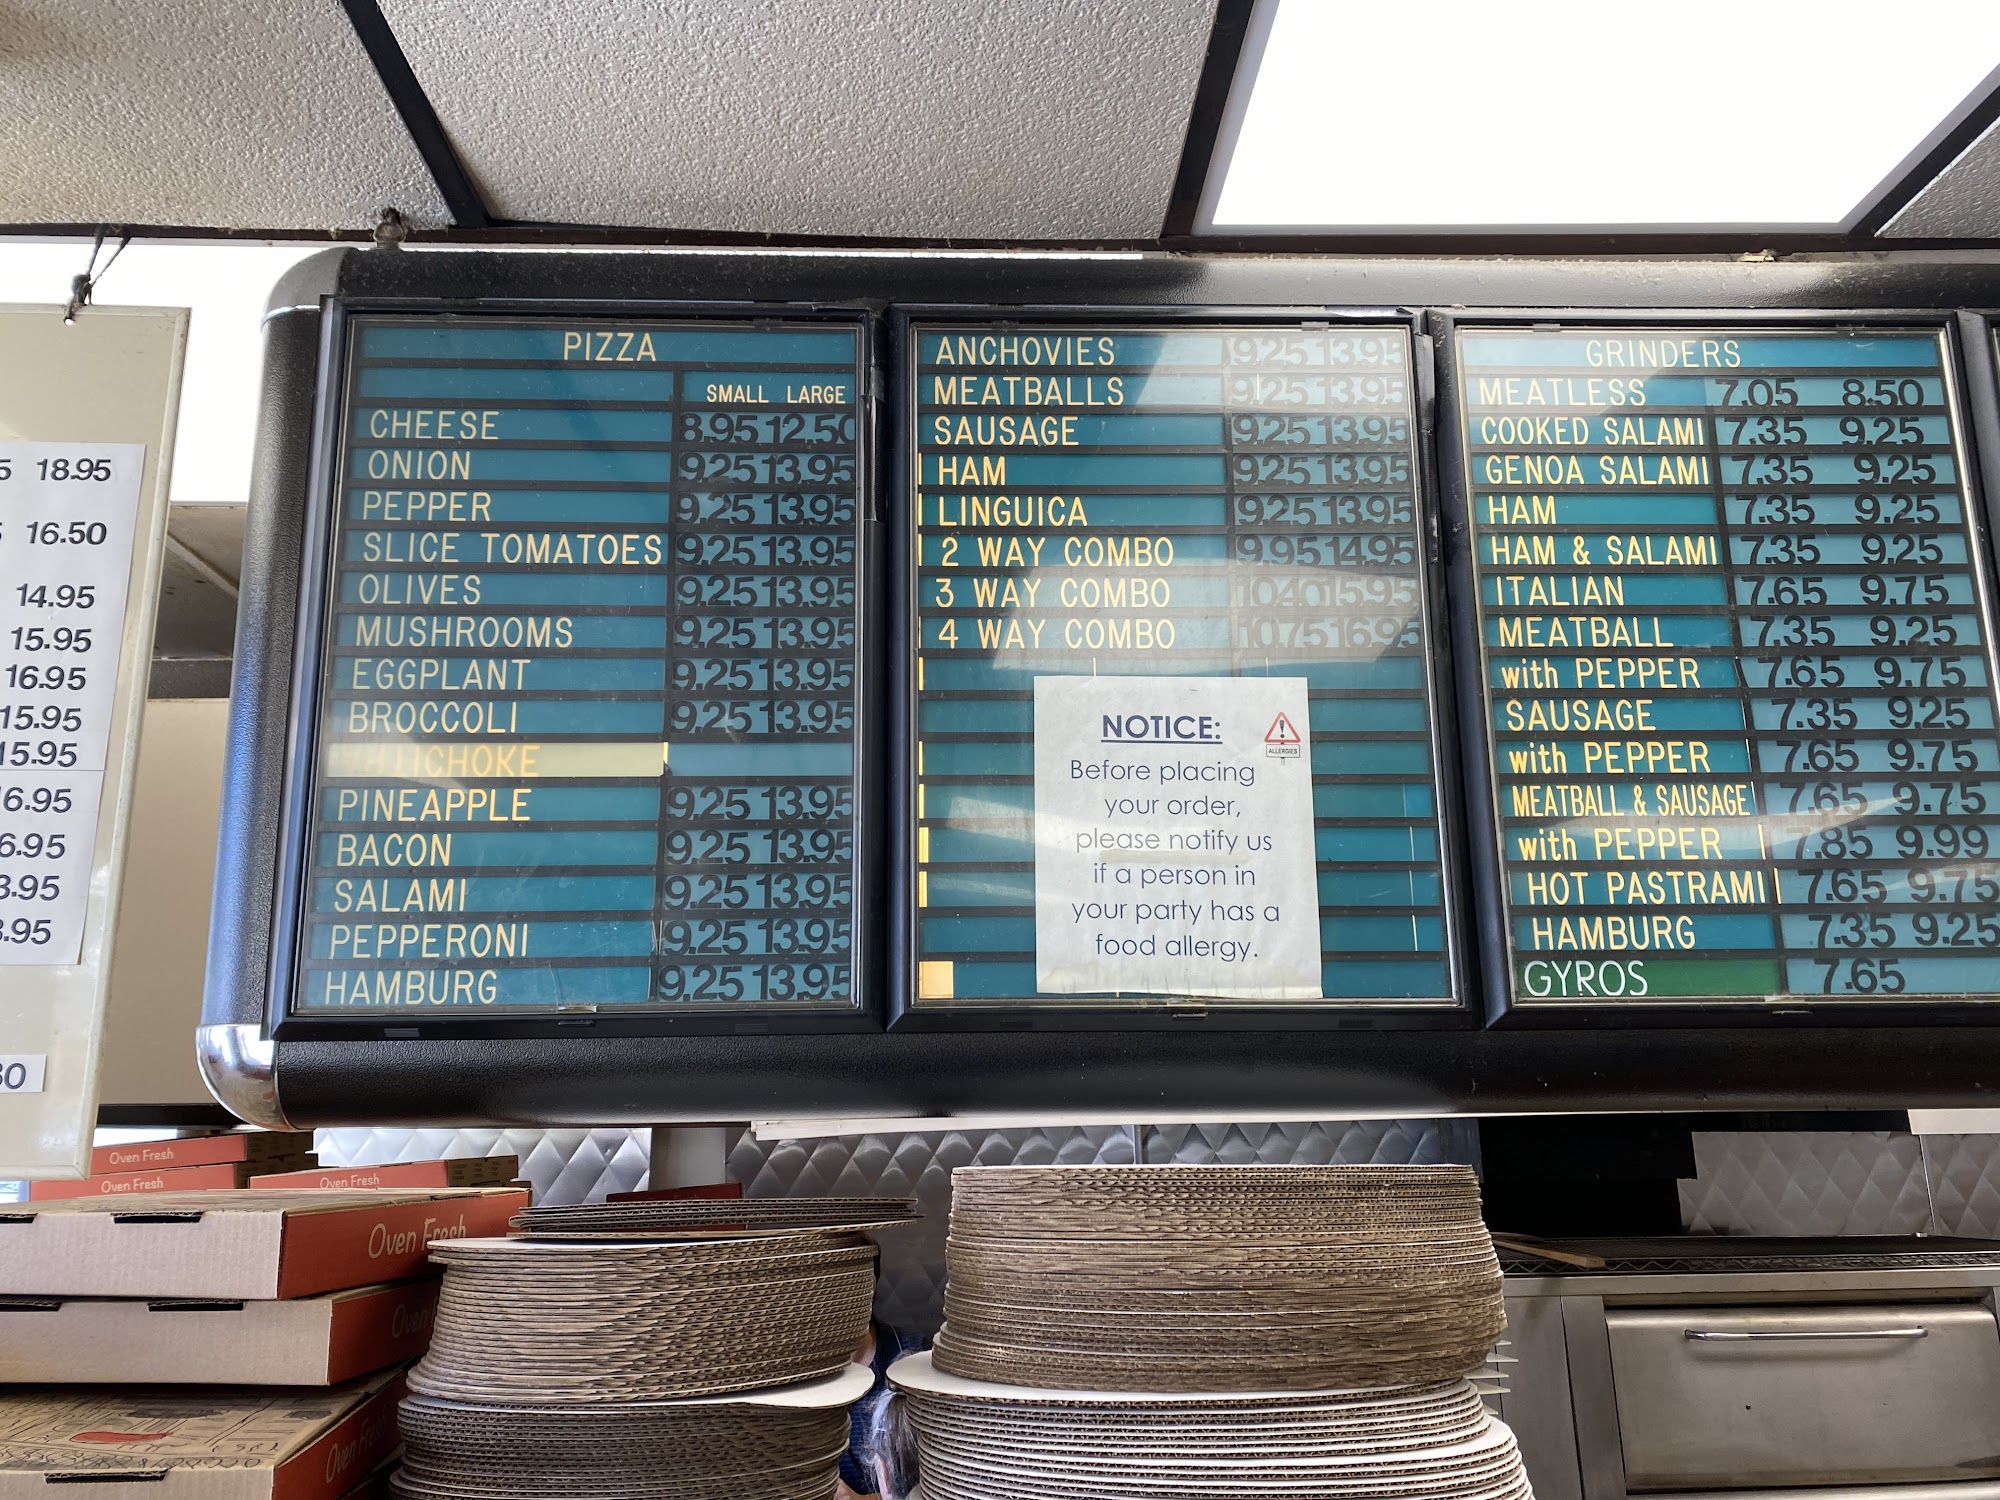 18.95
16.50
14.95
15.95
16.95
15.95
15.95
6.95
6.95
3.95
.95
30
PIZZA
SMALL LARGE
CHEESE 8.95 12.50
ONION 9.25 13.95
PEPPER 9.25 13.95
SLICE TOMATOES 9.25 13.95
OLIVES 9.25 13.95
MUSHROOMS 9.25 13.95
EGGPLANT 9.25 13.95
BROCCOLI 9.25 13.95
ICHOKE
PINEAPPLE 9.25 13.95
BACON 9.25 13.95
SALAMI 9.25 13.95
PEPPERONI 9.25 13.95
HAMBURG 9.25 13.95
ANCHOVIES 9.25 13.95
MEATBALLS 9.25 13.95
SAUSAGE 9.25 13.95
HAM 9.25 13.95
LINGUICA 9.25 13.95
2 WAY COMBO 9.95 14.95
3 WAY COMBO 10.40 15.95
4 WAY COMBO 10.75 16.95
NOTICE:
ALLERGIES
Before placing
your order,
please notify us
if a person in
your party has a
food allergy.
GRINDERS
MEATLESS 7.05 8.50
COOKED SALAMI 7.35 9.25
GENOA SALAMI 7.35 9.25
HAM 7.35 9.25
HAM & SALAMI 7.35 9.25
ITALIAN 7.65 9.75
MEATBALL 7.35 9.25
with PEPPER 7.65 9.75
SAUSAGE 7.35 9.25
with PEPPER 7.65 9.75
MEATBALL & SAUSAGE 7.65 9.75
with PEPPER 7.85 9.99
HOT PASTRAMI 7.65 9.75
HAMBURG 7.35 9.25
GYROS 7.65
Oven Fresh
Oven Fresh
Oven Fresh
Oven Fresh
Oven
Oven Fresh